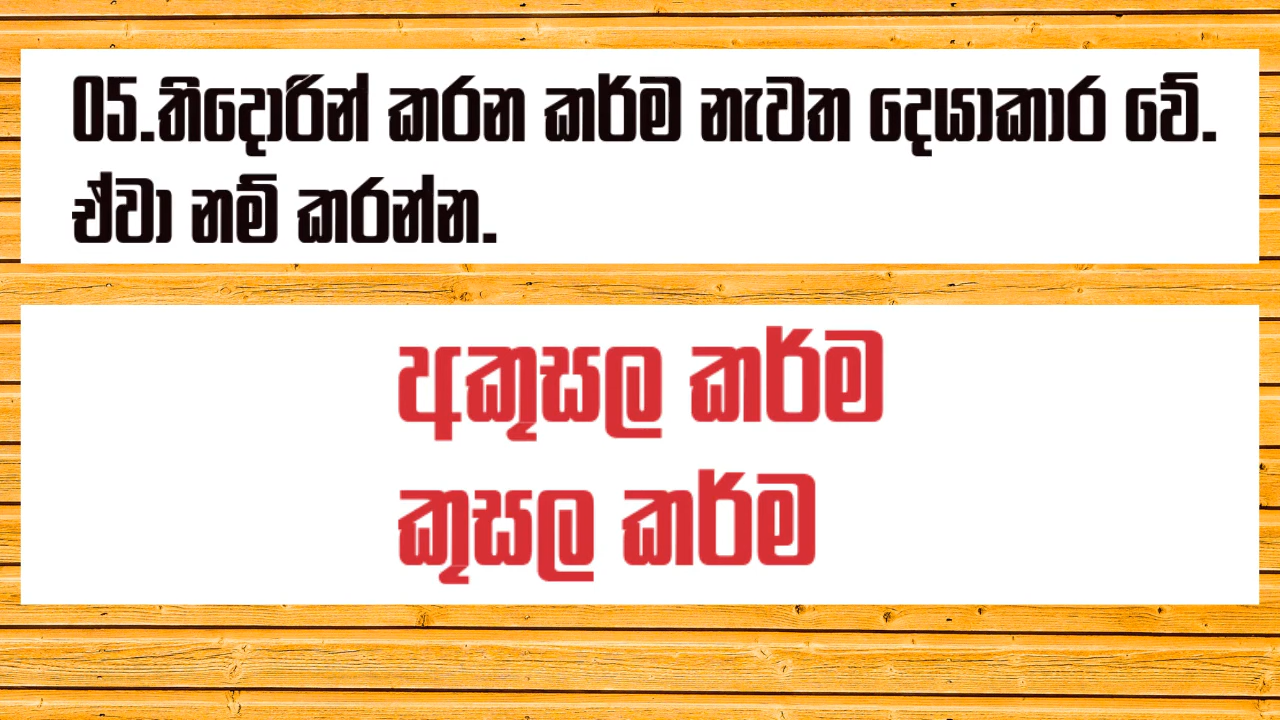 05.තිදොරින් කරන කර්ම නැවත දෙයාකාර වේ.
ඒවා නම් කරන්න.
අකුසල කර්ම
කුසල කර්ම